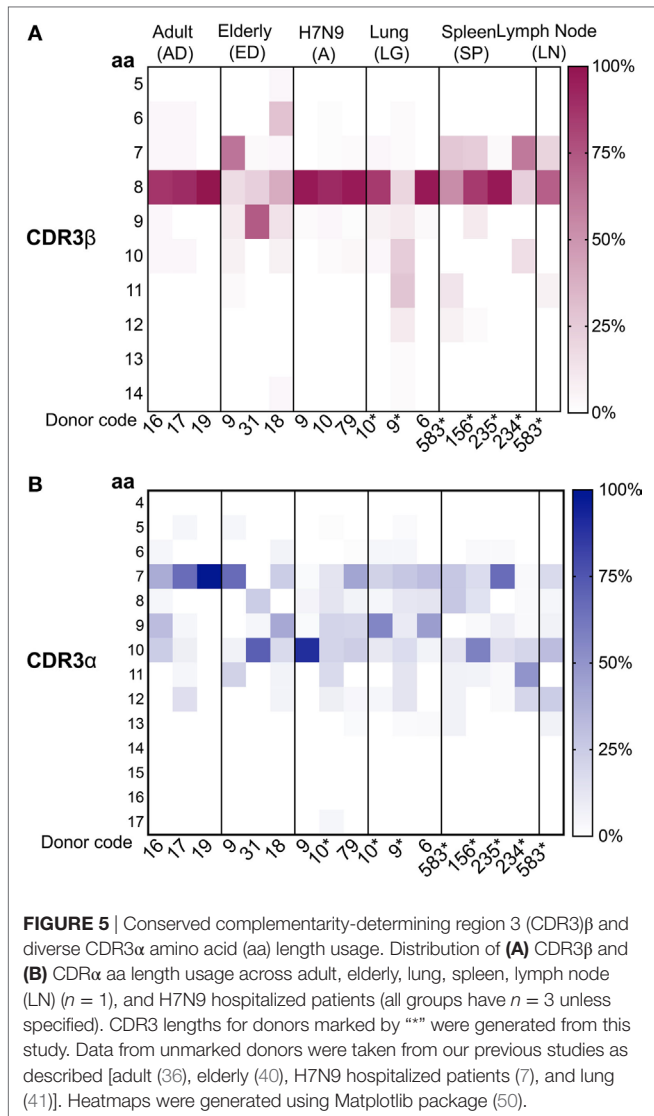 A
aa
Adult (AD)
Elderly (ED)
H7N9 (A)
Lung (LG)
Spleen (SP)
Lymph Node (LN)
5
6
7
8
9
10
11
12
13
14
CDR3β
100%
75%
50%
25%
0%
Donor code 16 17 19 9 31 18 9 10 79 10* 9* 6 583* 156* 235* 234* 583*
B
aa
4
5
6
7
8
9
10
11
12
13
14
15
16
17
CDR3α
100%
75%
50%
25%
0%
Donor code 16 17 19 9 31 18 9 10* 79 10* 9* 6 583* 156* 235* 234* 583*
FIGURE 5 | Conserved complementarity-determining region 3 (CDR3)β and
diverse CDR3α amino acid (aa) length usage. Distribution of (A) CDR3β and
(B) CDRα aa length usage across adult, elderly, lung, spleen, lymph node
(LN) (n = 1), and H7N9 hospitalized patients (all groups have n = 3 unless
specified). CDR3 lengths for donors marked by “*” were generated from this
study. Data from unmarked donors were taken from our previous studies as
described [adult (36), elderly (40), H7N9 hospitalized patients (7), and lung
(41)]. Heatmaps were generated using Matplotlib package (50).